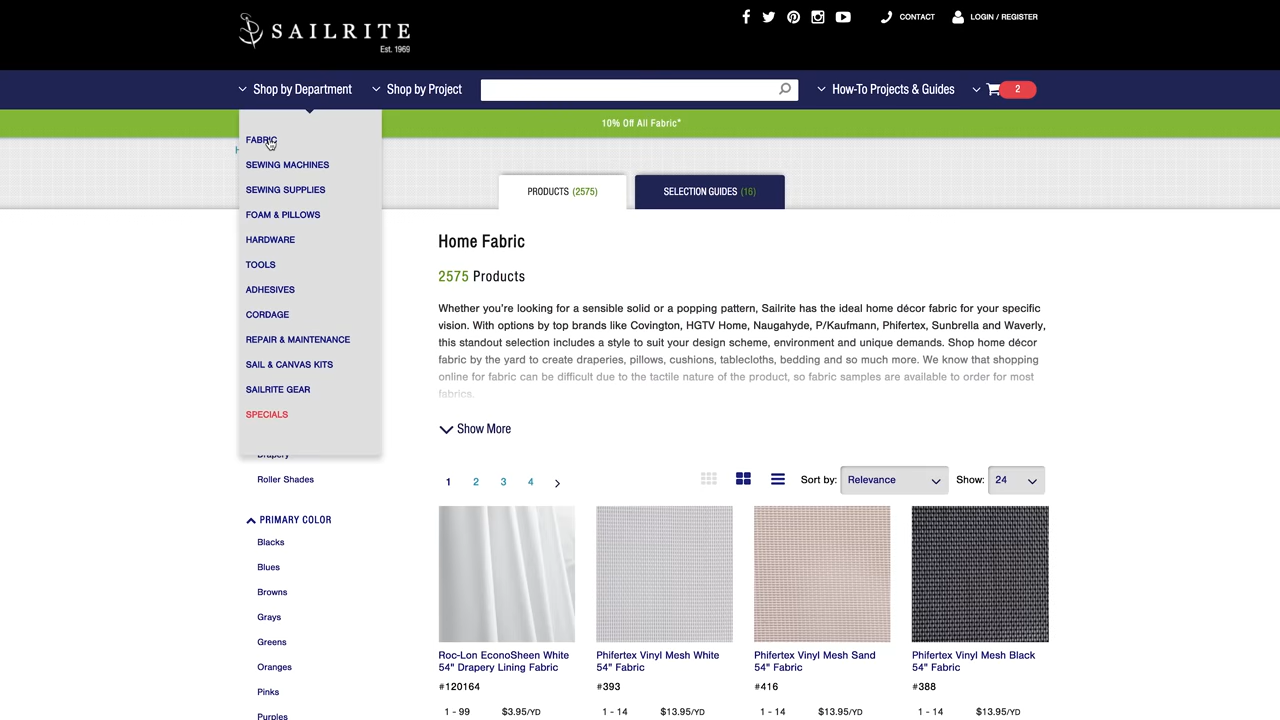 SAILRITE
Est. 1969
CONTACT
LOGIN / REGISTER
Shop by Department
Shop by Project
How-To Projects & Guides
2
10% Off All Fabric*
FABRIC
SEWING MACHINES
SEWING SUPPLIES
FOAM & PILLOWS
HARDWARE
TOOLS
ADHESIVES
CORDAGE
REPAIR & MAINTENANCE
SAIL & CANVAS KITS
SAILRITE GEAR
SPECIALS
Drapery
Roller Shades
PRIMARY COLOR
Blacks
Blues
Browns
Grays
Greens
Oranges
Pinks
Purples
PRODUCTS (2575)
SELECTION GUIDES (16)
Home Fabric
2575 Products
Whether you're looking for a sensible solid or a popping pattern, Sailrite has the ideal home décor fabric for your specific
vision. With options by top brands like Covington, HGTV Home, Naugahyde, P/Kaufmann, Phifertex, Sunbrella and Waverly,
this standout selection includes a style to suit your design scheme, environment and unique demands. Shop home décor
fabric by the yard to create draperies, pillows, cushions, tablecloths, bedding and so much more. We know that shopping
online for fabric can be difficult due to the tactile nature of the product, so fabric samples are available to order for most
fabrics.
Show More
1 2 3 4
Sort by: Relevance
Show: 24
Roc-Lon EconoSheen White
54" Drapery Lining Fabric
#120164
1 - 99 $3.95/YD
Phifertex Vinyl Mesh White
54" Fabric
#393
1 - 14 $13.95/YD
Phifertex Vinyl Mesh Sand
54" Fabric
#416
1 - 14 $13.95/YD
Phifertex Vinyl Mesh Black
54" Fabric
#388
1 - 14 $13.95/YD